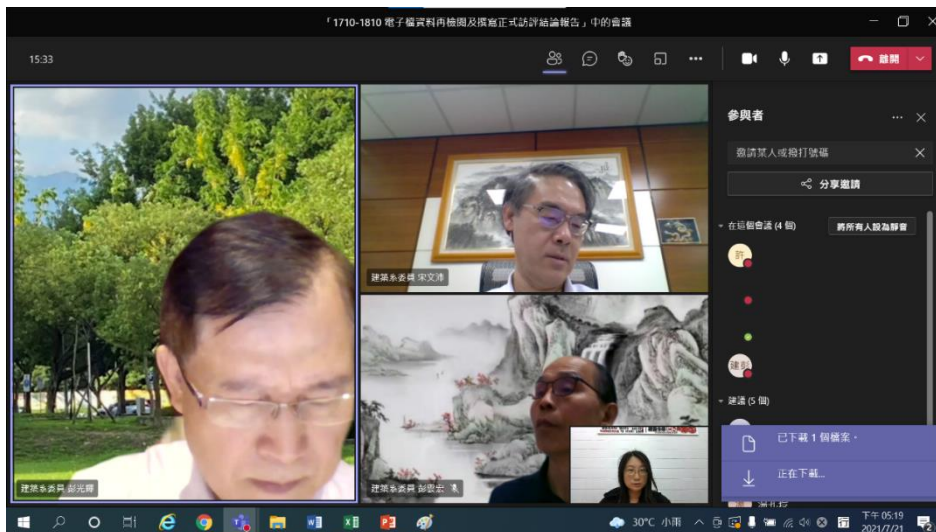 「1710-1810 電子檔資料再檢閱及撰寫正式訪評結論報告」中的會議
15:33
離開
參與者
邀請某人或撥打號碼
分享邀請
在這個會議 (4 個)
將所有人設為靜音
許
建彭
建議 (5 個)
已下載 1 個檔案。
正在下載...
建築系委員 宋文沛
建築系委員 彭光輝
建築系委員 彭雲宏
30°C 小雨
下午 05:19
2021/7/21